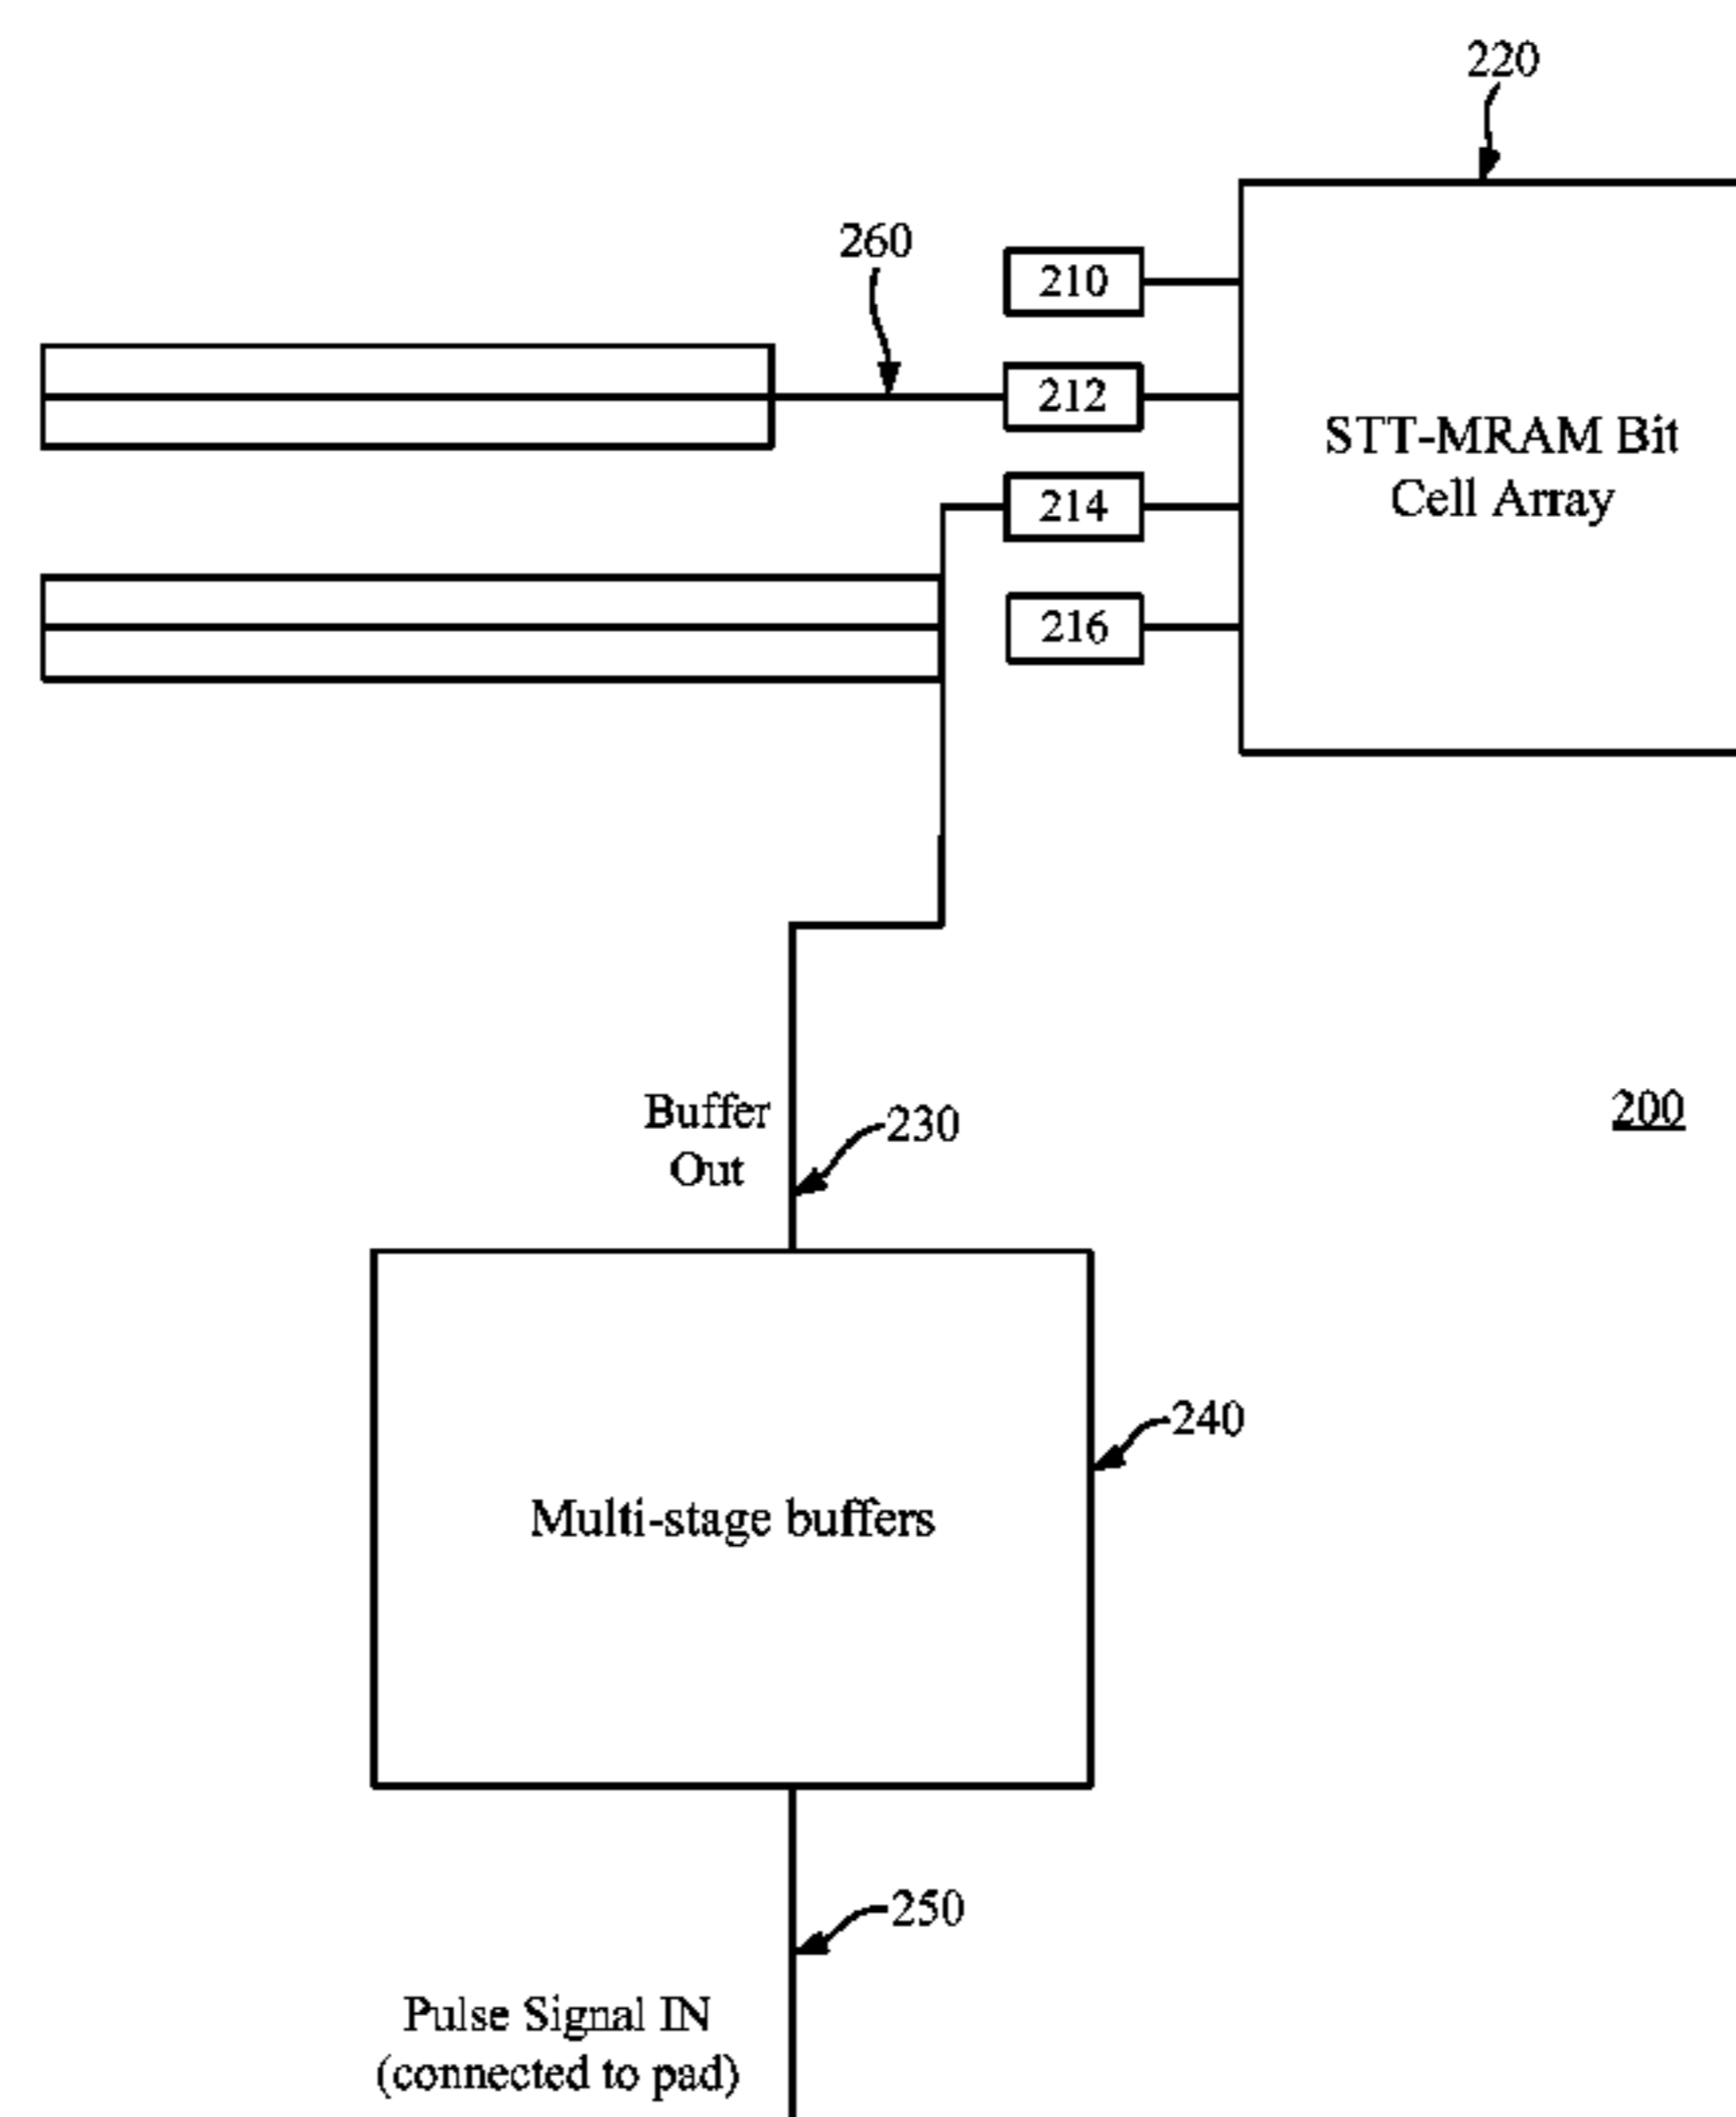 220
260
210
212
214
216
STT-MRAM Bit
Cell Array
Buffer
Out
230
200
240
Multi-stage buffers
250
Pulse Signal IN
(connected to pad)